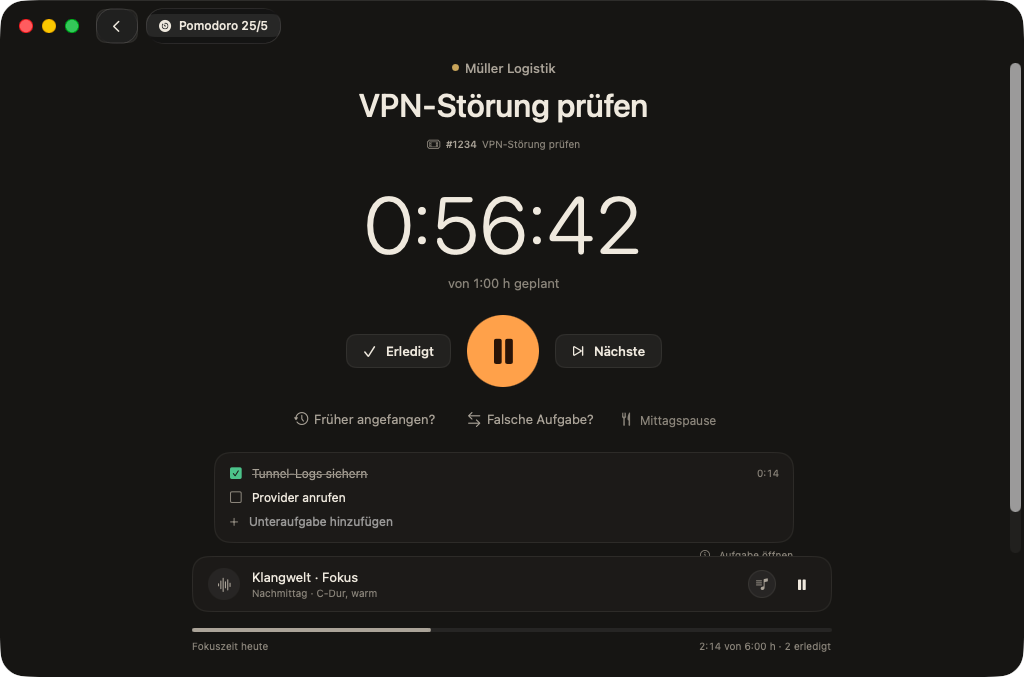 Pomodoro 25/5
Müller Logistik
VPN-Störung prüfen
#1234 VPN-Störung prüfen
0:56:42
von 1:00 h geplant
Erledigt
Nächste
Früher angefangen?
Falsche Aufgabe?
Mittagspause
Tunnel-Logs sichern 0:14
Provider anrufen
+ Unteraufgabe hinzufügen
Aufgabe öffnen
Klangwelt · Fokus
Nachmittag · C-Dur, warm
Fokuszeit heute
2:14 von 6:00 h · 2 erledigt